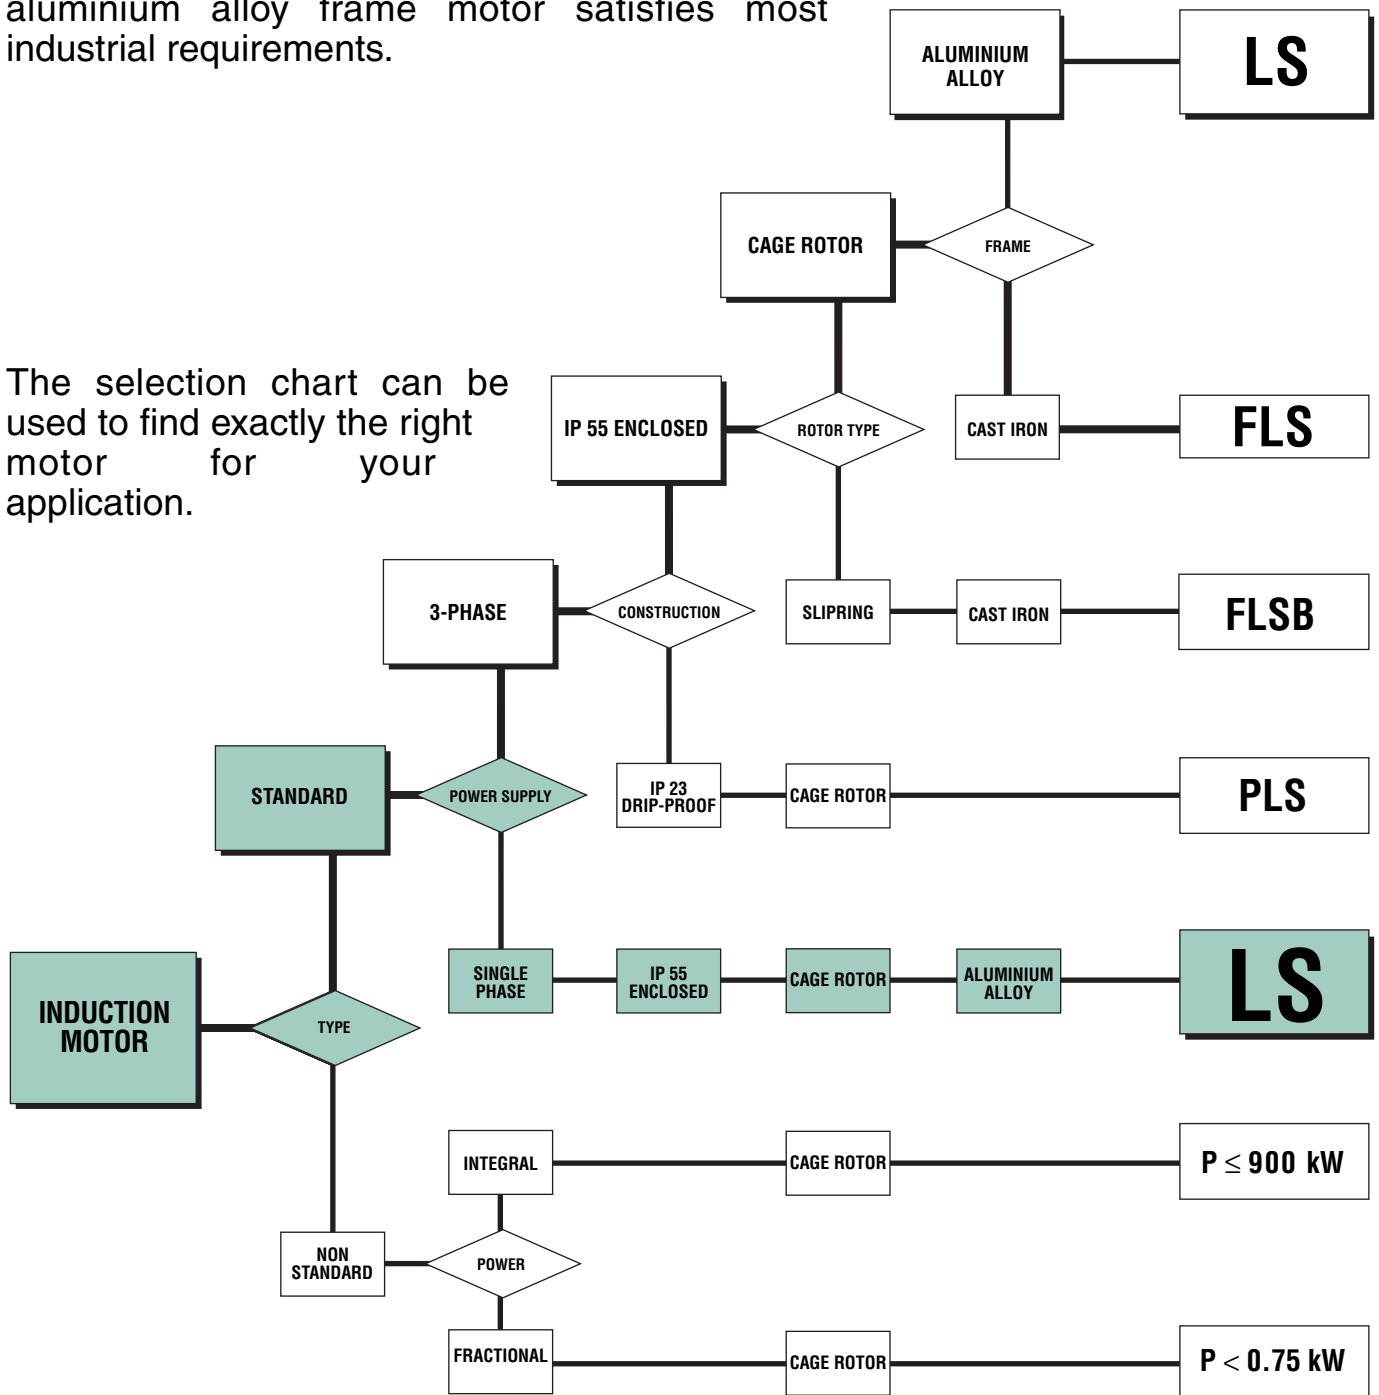 aluminium alloy frame motor satisfies most
industrial requirements.
ALUMINIUM
ALLOY
LS
CAGE ROTOR
FRAME
The selection chart can be
used to find exactly the right
motor for your
application.
IP 55 ENCLOSED
ROTOR TYPE
CAST IRON
FLS
3-PHASE
CONSTRUCTION
SLIPRING
CAST IRON
FLSB
STANDARD
POWER SUPPLY
IP 23
DRIP-PROOF
CAGE ROTOR
PLS
INDUCTION
MOTOR
TYPE
SINGLE
PHASE
IP 55
ENCLOSED
CAGE ROTOR
ALUMINIUM
ALLOY
LS
INTEGRAL
CAGE ROTOR
P ≤ 900 kW
NON
STANDARD
POWER
FRACTIONAL
CAGE ROTOR
P < 0.75 kW